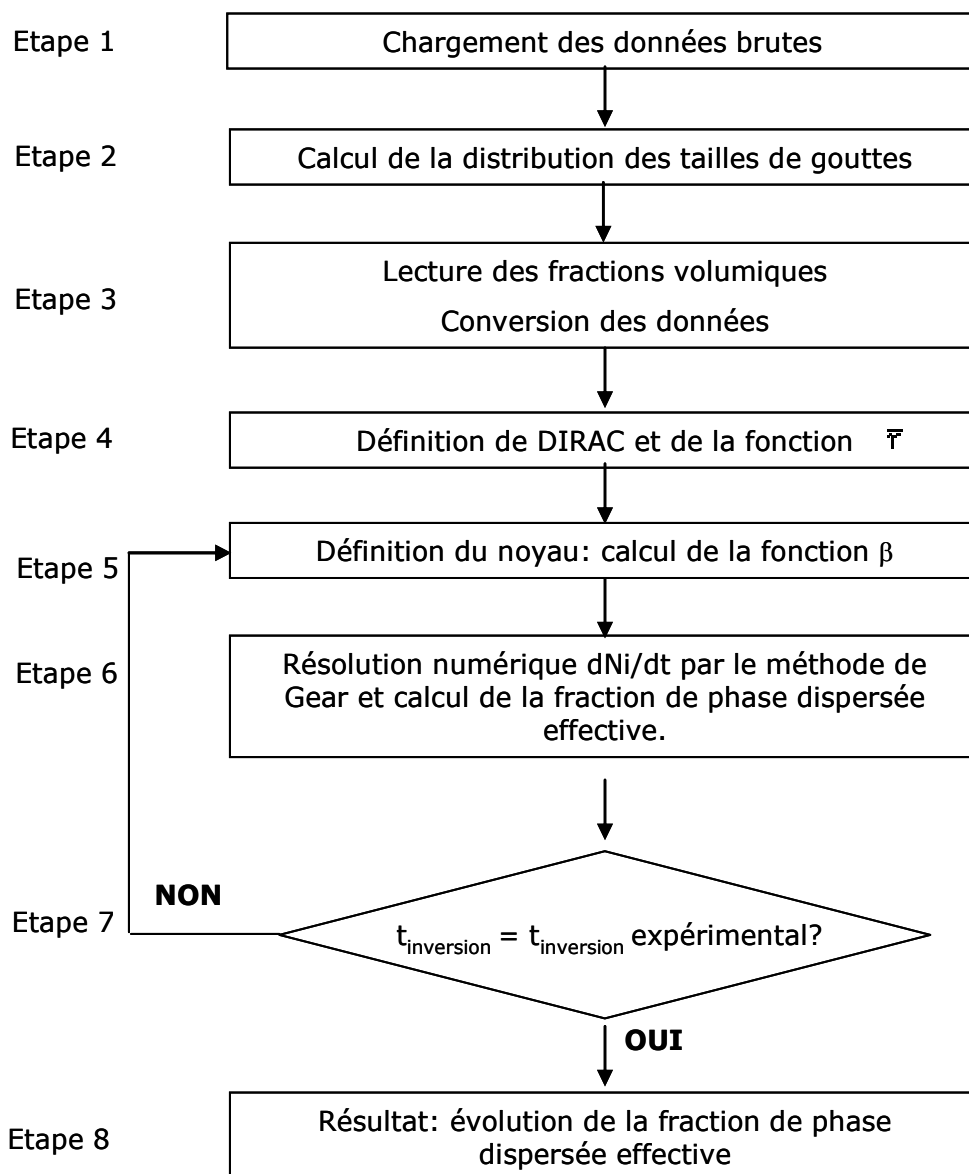 Etape 1
Chargement des données brutes
Etape 2
Calcul de la distribution des tailles de gouttes
Etape 3
Lecture des fractions volumiques
Conversion des données
Etape 4
Définition de DIRAC et de la fonction r̅
Etape 5
Définition du noyau: calcul de la fonction β
Etape 6
Résolution numérique dNi/dt par le méthode de
Gear et calcul de la fraction de phase dispersée
effective.
NON
Etape 7
t_inversion = t_inversion expérimental?
OUI
Etape 8
Résultat: évolution de la fraction de phase
dispersée effective